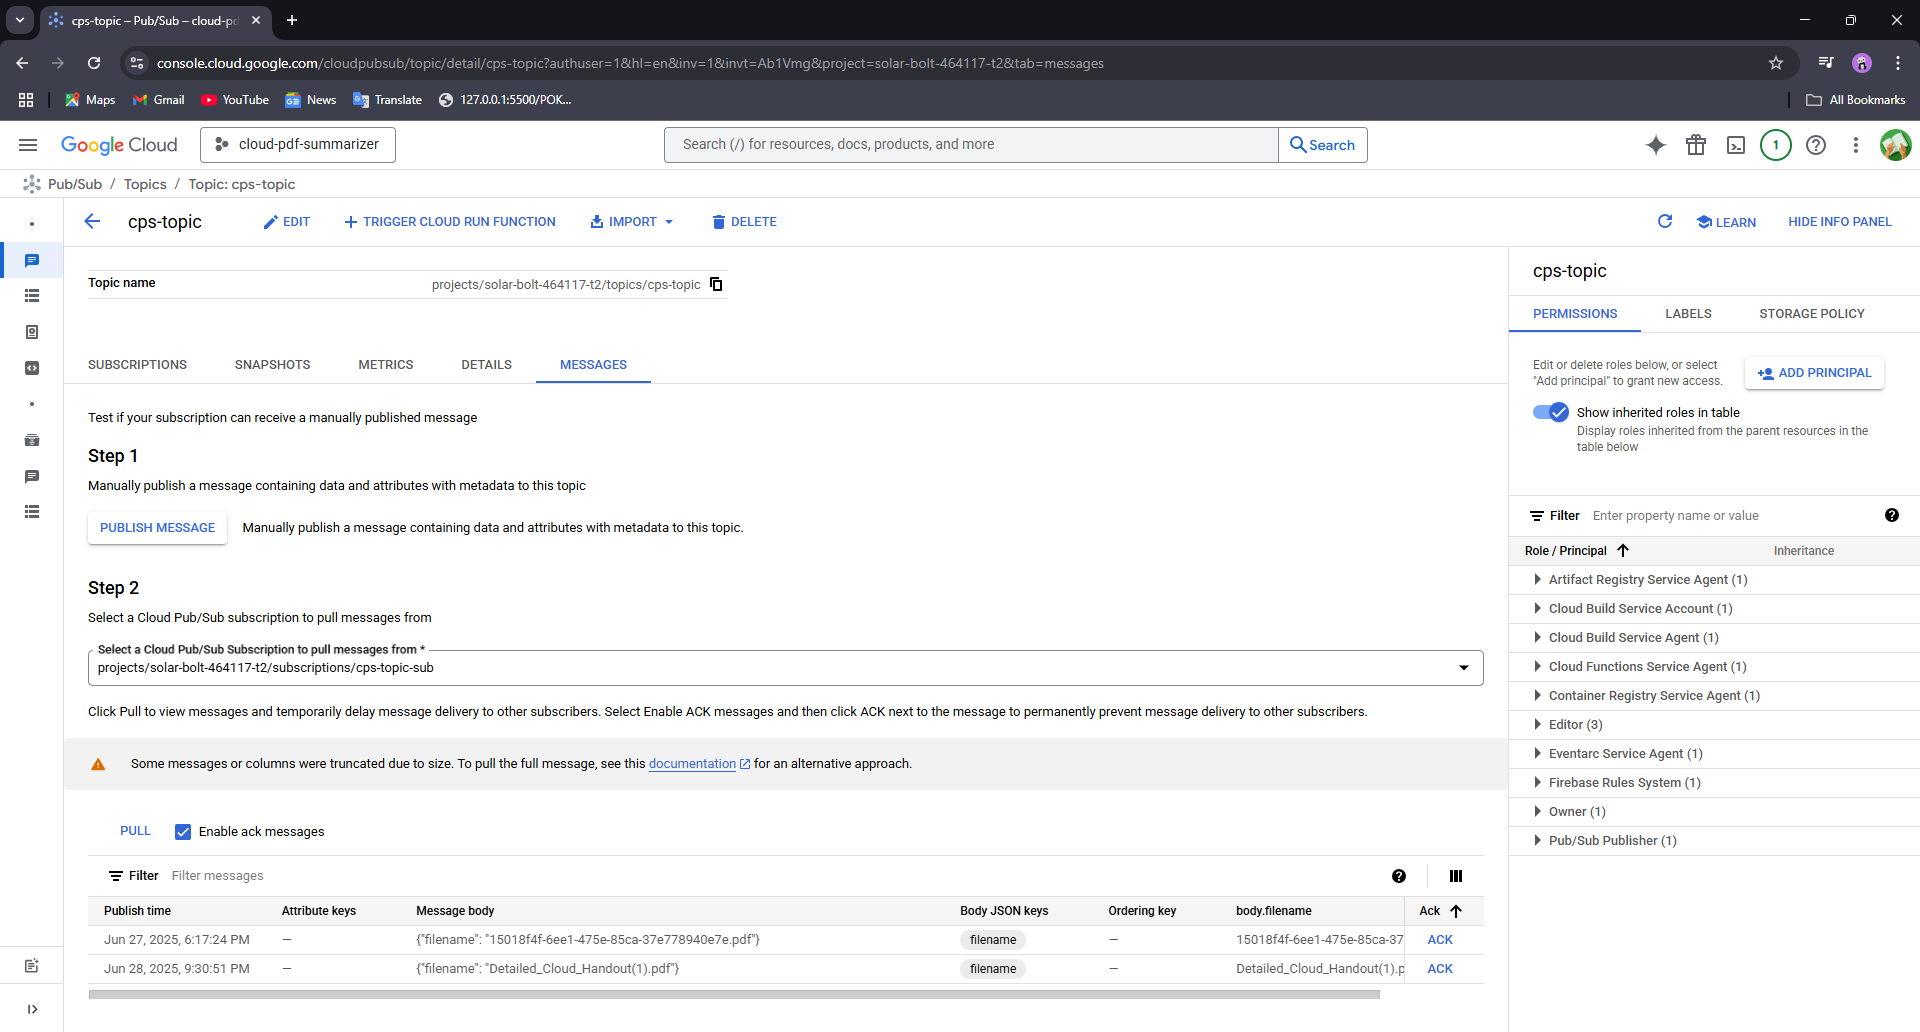 cps-topic – Pub/Sub – cloud-pd
console.cloud.google.com/cloudpubsub/topic/detail/cps-topic?authuser=1&hl=en&inv=1&invt=Ab1Vmg&project=solar-bolt-464117-t2&tab=messages
Maps Gmail YouTube News Translate 127.0.0.1:5500/POK... All Bookmarks
Google Cloud cloud-pdf-summarizer Search (/) for resources, docs, products, and more Search 1
Pub/Sub / Topics / Topic: cps-topic
cps-topic EDIT TRIGGER CLOUD RUN FUNCTION IMPORT DELETE LEARN HIDE INFO PANEL
Topic name projects/solar-bolt-464117-t2/topics/cps-topic
SUBSCRIPTIONS SNAPSHOTS METRICS DETAILS MESSAGES
Test if your subscription can receive a manually published message
Step 1
Manually publish a message containing data and attributes with metadata to this topic
PUBLISH MESSAGE Manually publish a message containing data and attributes with metadata to this topic.
Step 2
Select a Cloud Pub/Sub subscription to pull messages from
Select a Cloud Pub/Sub Subscription to pull messages from *
projects/solar-bolt-464117-t2/subscriptions/cps-topic-sub
Click Pull to view messages and temporarily delay message delivery to other subscribers. Select Enable ACK messages and then click ACK next to the message to permanently prevent message delivery to other subscribers.
Some messages or columns were truncated due to size. To pull the full message, see this documentation for an alternative approach.
PULL Enable ack messages
Filter Filter messages
Publish time Attribute keys Message body Body JSON keys Ordering key body.filename Ack
Jun 27, 2025, 6:17:24 PM — {"filename": "15018f4f-6ee1-475e-85ca-37e778940e7e.pdf"} filename — 15018f4f-6ee1-475e-85ca-37 ACK
Jun 28, 2025, 9:30:51 PM — {"filename": "Detailed_Cloud_Handout(1).pdf"} filename — Detailed_Cloud_Handout(1).p ACK
cps-topic
PERMISSIONS LABELS STORAGE POLICY
Edit or delete roles below, or select
"Add principal" to grant new access.
ADD PRINCIPAL
Show inherited roles in table
Display roles inherited from the parent resources in the
table below
Filter Enter property name or value
Role / Principal Inheritance
Artifact Registry Service Agent (1)
Cloud Build Service Account (1)
Cloud Build Service Agent (1)
Cloud Functions Service Agent (1)
Container Registry Service Agent (1)
Editor (3)
Eventarc Service Agent (1)
Firebase Rules System (1)
Owner (1)
Pub/Sub Publisher (1)